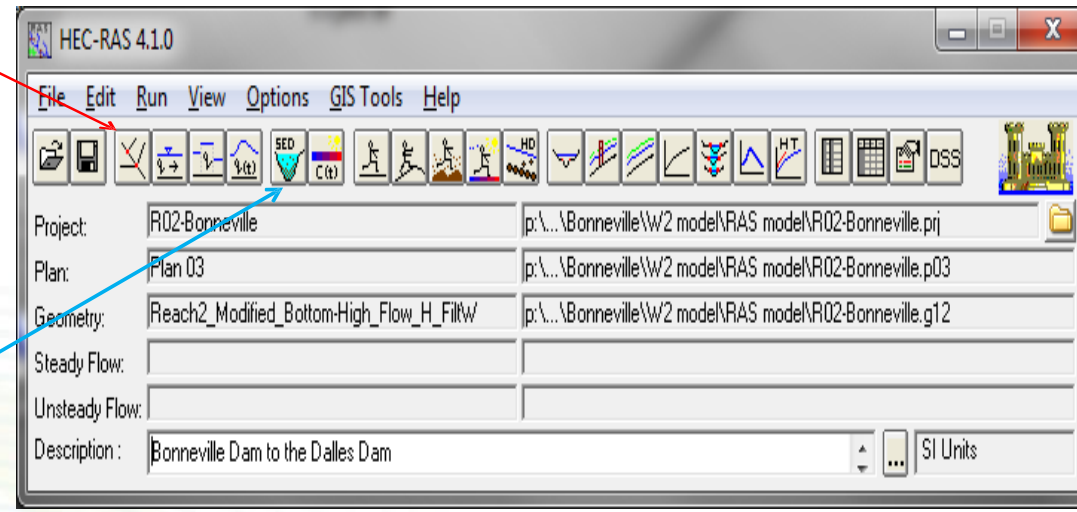 HEC-RAS 4.1.0
File Edit Run View Options GIS Tools Help
SED C(t) q(t) HD HT DSS
Project: R02-Bonneville p:\...\Bonneville\W2 model\RAS model\R02-Bonneville.prj
Plan: Plan 03 p:\...\Bonneville\W2 model\RAS model\R02-Bonneville.p03
Geometry: Reach2_Modified_Bottom-High_Flow_H_FiltW p:\...\Bonneville\W2 model\RAS model\R02-Bonneville.g12
Steady Flow:
Unsteady Flow:
Description : Bonneville Dam to the Dalles Dam ... SI Units